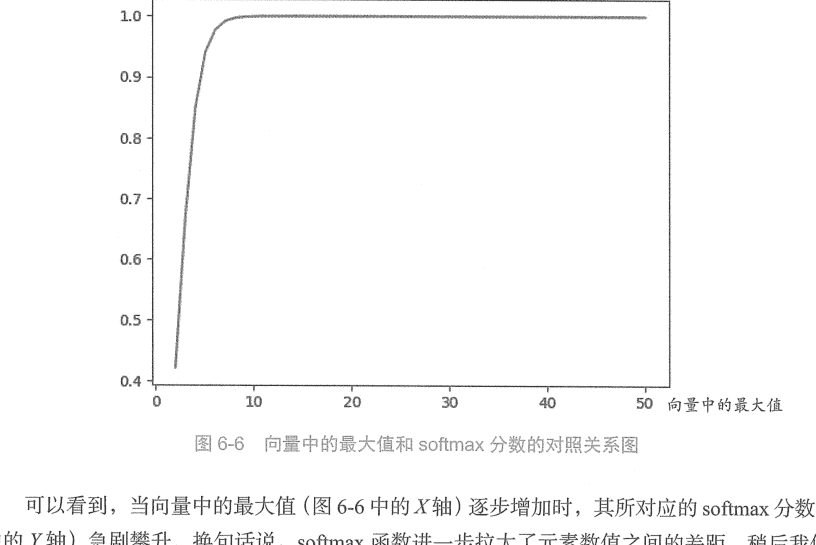 1.0
0.9
0.8
0.7
0.6
0.5
0.4
0 10 20 30 40 50 向量中的最大值
图 6-6 向量中的最大值和 softmax 分数的对照关系图
可以看到，当向量中的最大值（图 6-6 中的 X 轴）逐步增加时，其所对应的 softmax 分数
的 Y 轴）急剧攀升。换句话说，softmax 函数进一步拉大了元素数值之间的差距。稍后我们